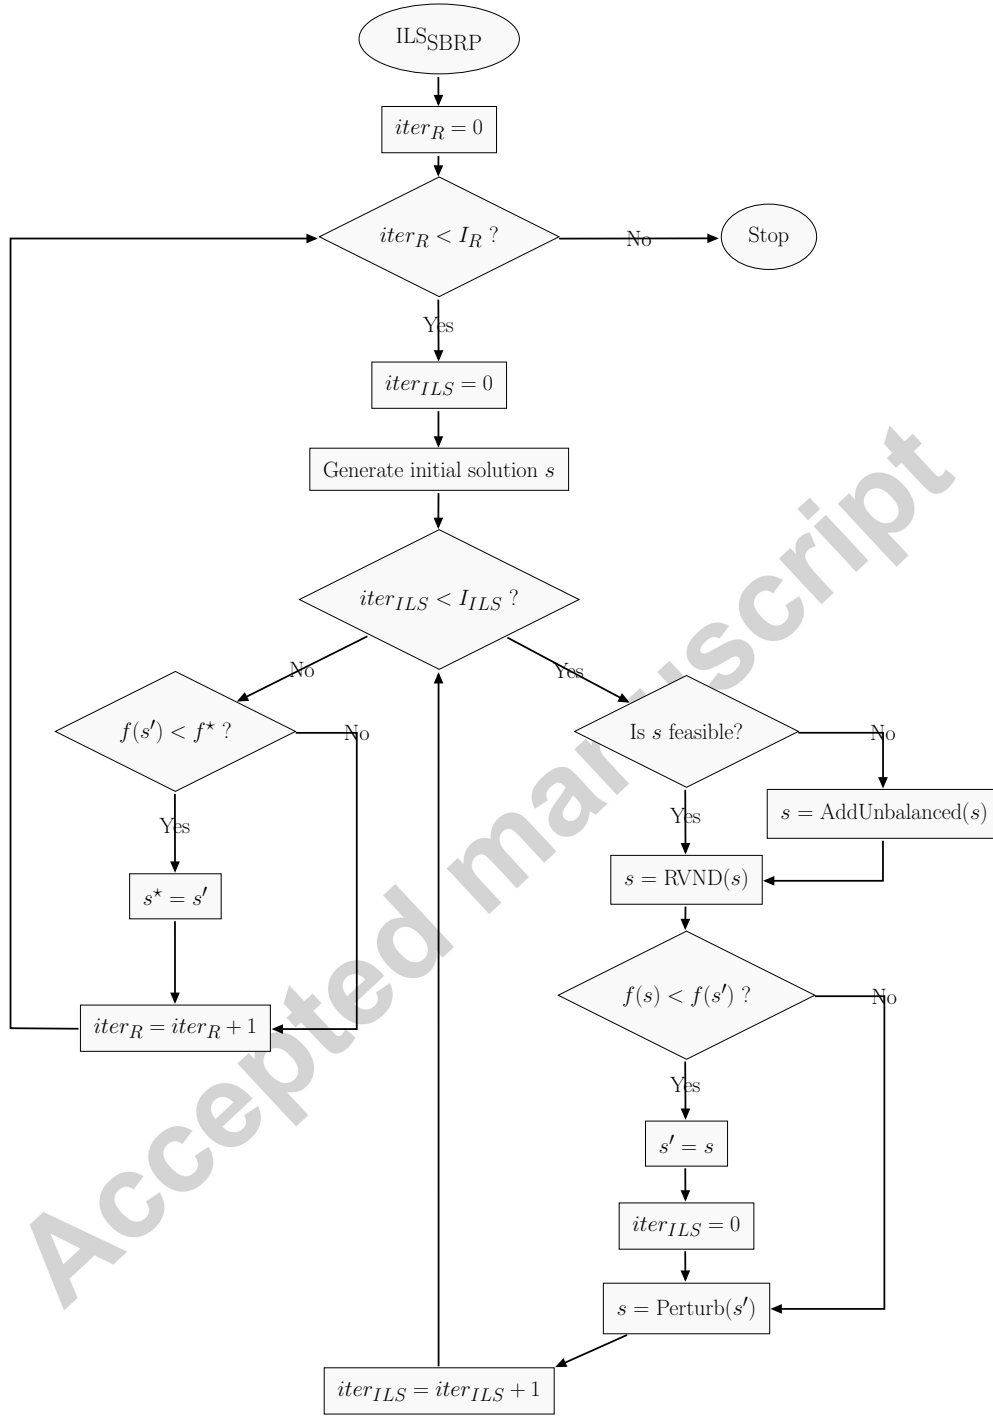 ILS_SBRP
iter_R = 0
iter_R < I_R ?
No
Stop
Yes
iter_ILS = 0
Generate initial solution s
iter_ILS < I_ILS ?
No
Yes
f(s′) < f⋆ ?
No
Is s feasible?
No
Yes
Yes
s = AddUnbalanced(s)
s = RVND(s)
s⋆ = s′
f(s) < f(s′) ?
No
iter_R = iter_R + 1
Yes
s′ = s
iter_ILS = 0
s = Perturb(s′)
iter_ILS = iter_ILS + 1
Accepted manuscript